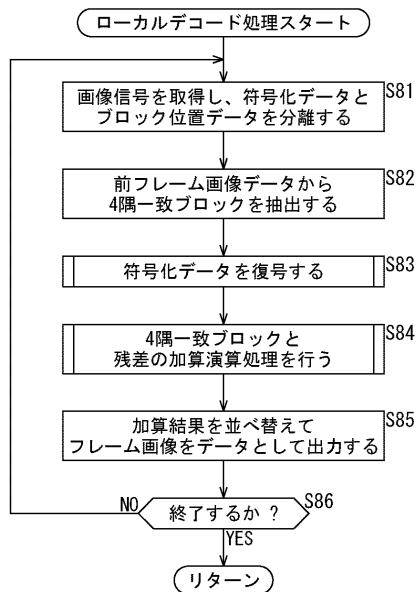 ローカルデコード処理スタート
S81
画像信号を取得し、符号化データと
ブロック位置データを分離する
S82
前フレーム画像データから
4隅一致ブロックを抽出する
S83
符号化データを復号する
S84
4隅一致ブロックと
残差の加算演算処理を行う
S85
加算結果を並べ替えて
フレーム画像をデータとして出力する
S86
NO
終了するか ?
YES
リターン